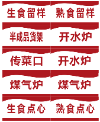 生食留样 熟食留样
半成品货架 开水炉
传菜口 开水炉
煤气炉 煤气炉
生食点心 熟食点心